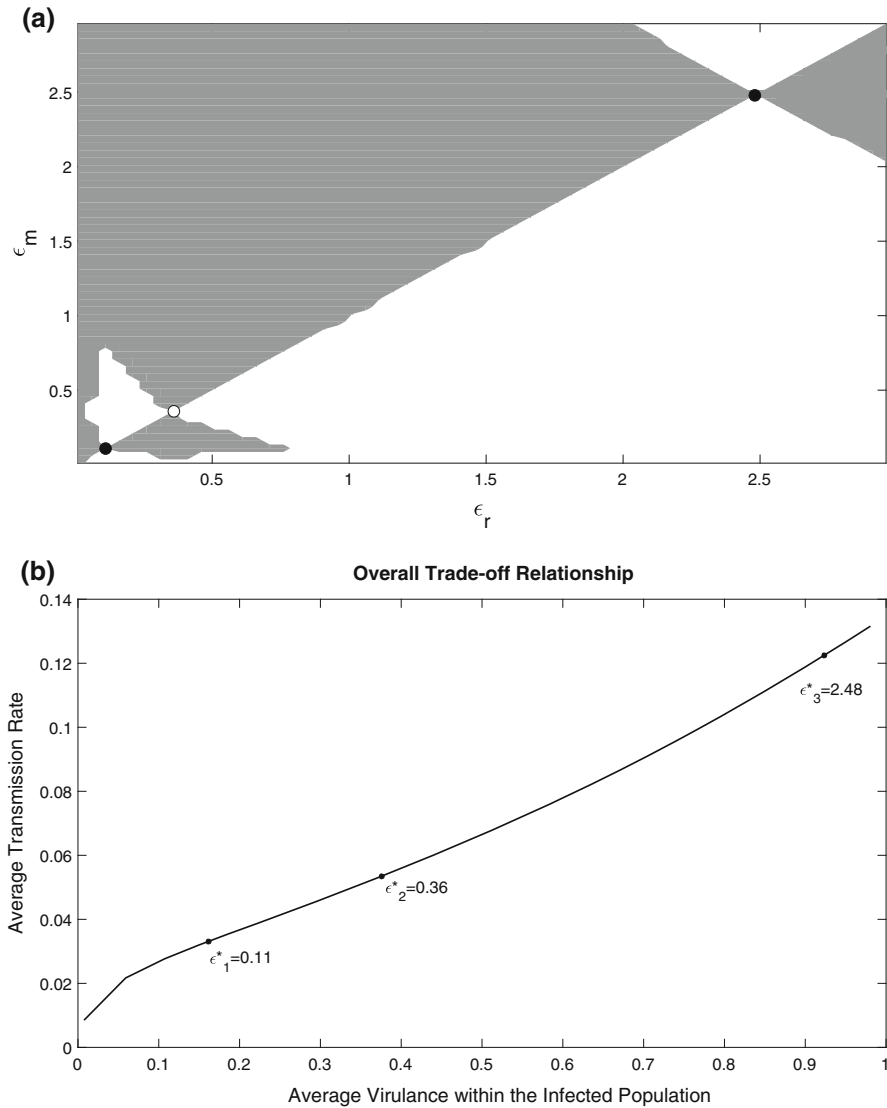 (a)
2.5
2
1.5
1
0.5
ϵm
0.5 1 1.5 2 2.5
ϵr
(b)
Overall Trade-off Relationship
0.14
0.12
0.1
0.08
0.06
0.04
0.02
0
Average Transmission Rate
ϵ*3=2.48
ϵ*2=0.36
ϵ*1=0.11
0 0.1 0.2 0.3 0.4 0.5 0.6 0.7 0.8 0.9 1
Average Virulance within the Infected Population